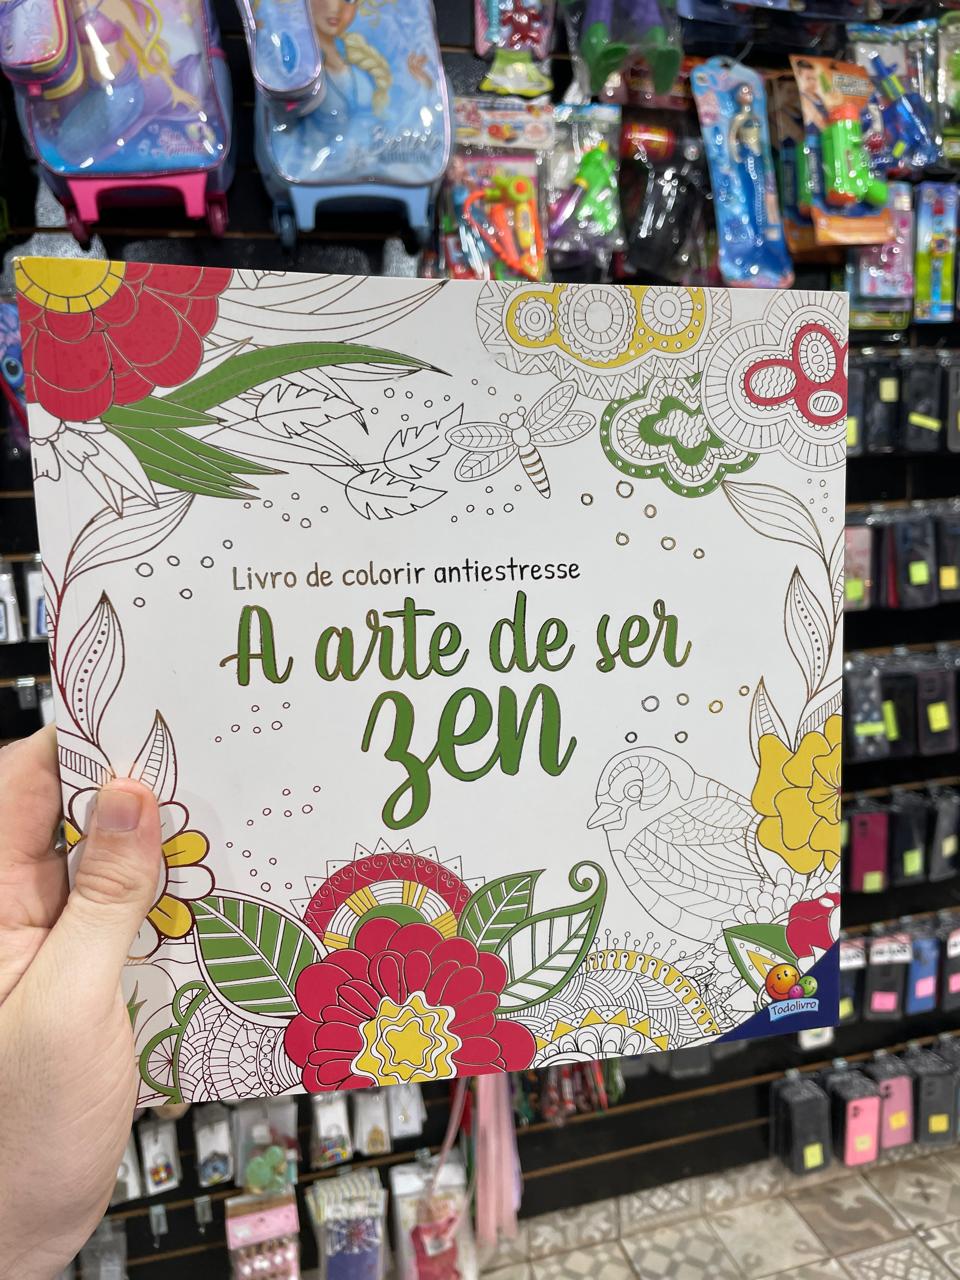 Livro de colorir antiestresse
A arte de ser
zen
Todolivro